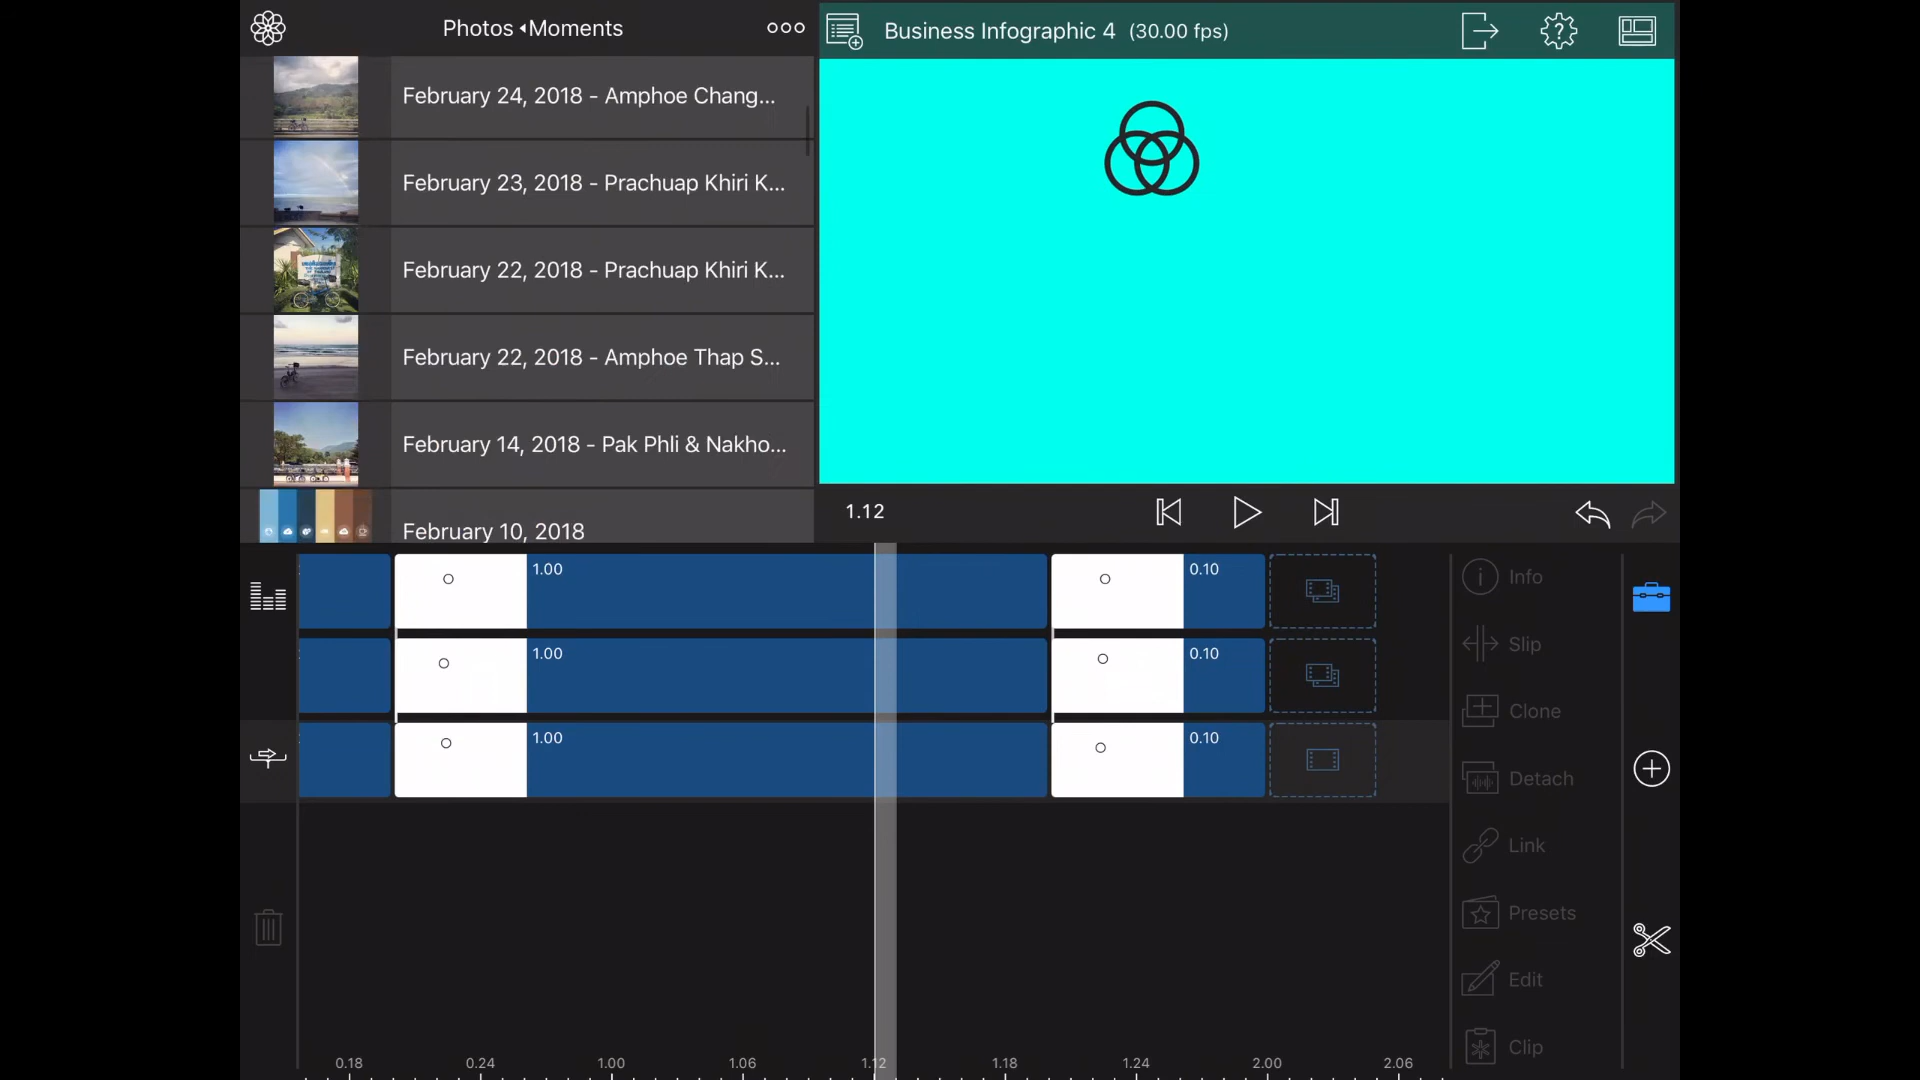 Photos ◂ Moments
Business Infographic 4 (30.00 fps)
February 24, 2018 - Amphoe Chang...
February 23, 2018 - Prachuap Khiri K...
February 22, 2018 - Prachuap Khiri K...
February 22, 2018 - Amphoe Thap S...
February 14, 2018 - Pak Phli & Nakho...
February 10, 2018
1.12
1.00
0.10
1.00
0.10
1.00
0.10
Info
Slip
Clone
Detach
Link
Presets
Edit
Clip
0.18
0.24
1.00
1.06
1.12
1.18
1.24
2.00
2.06